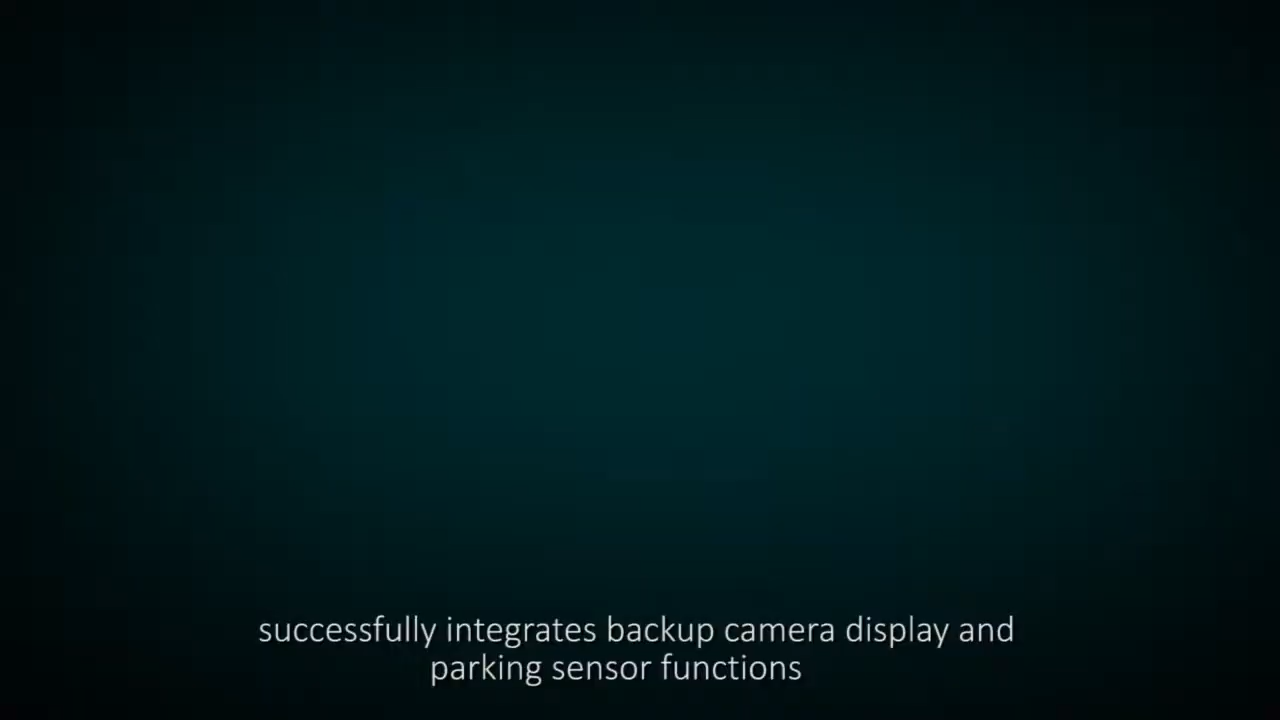 successfully integrates backup camera display and
parking sensor functions